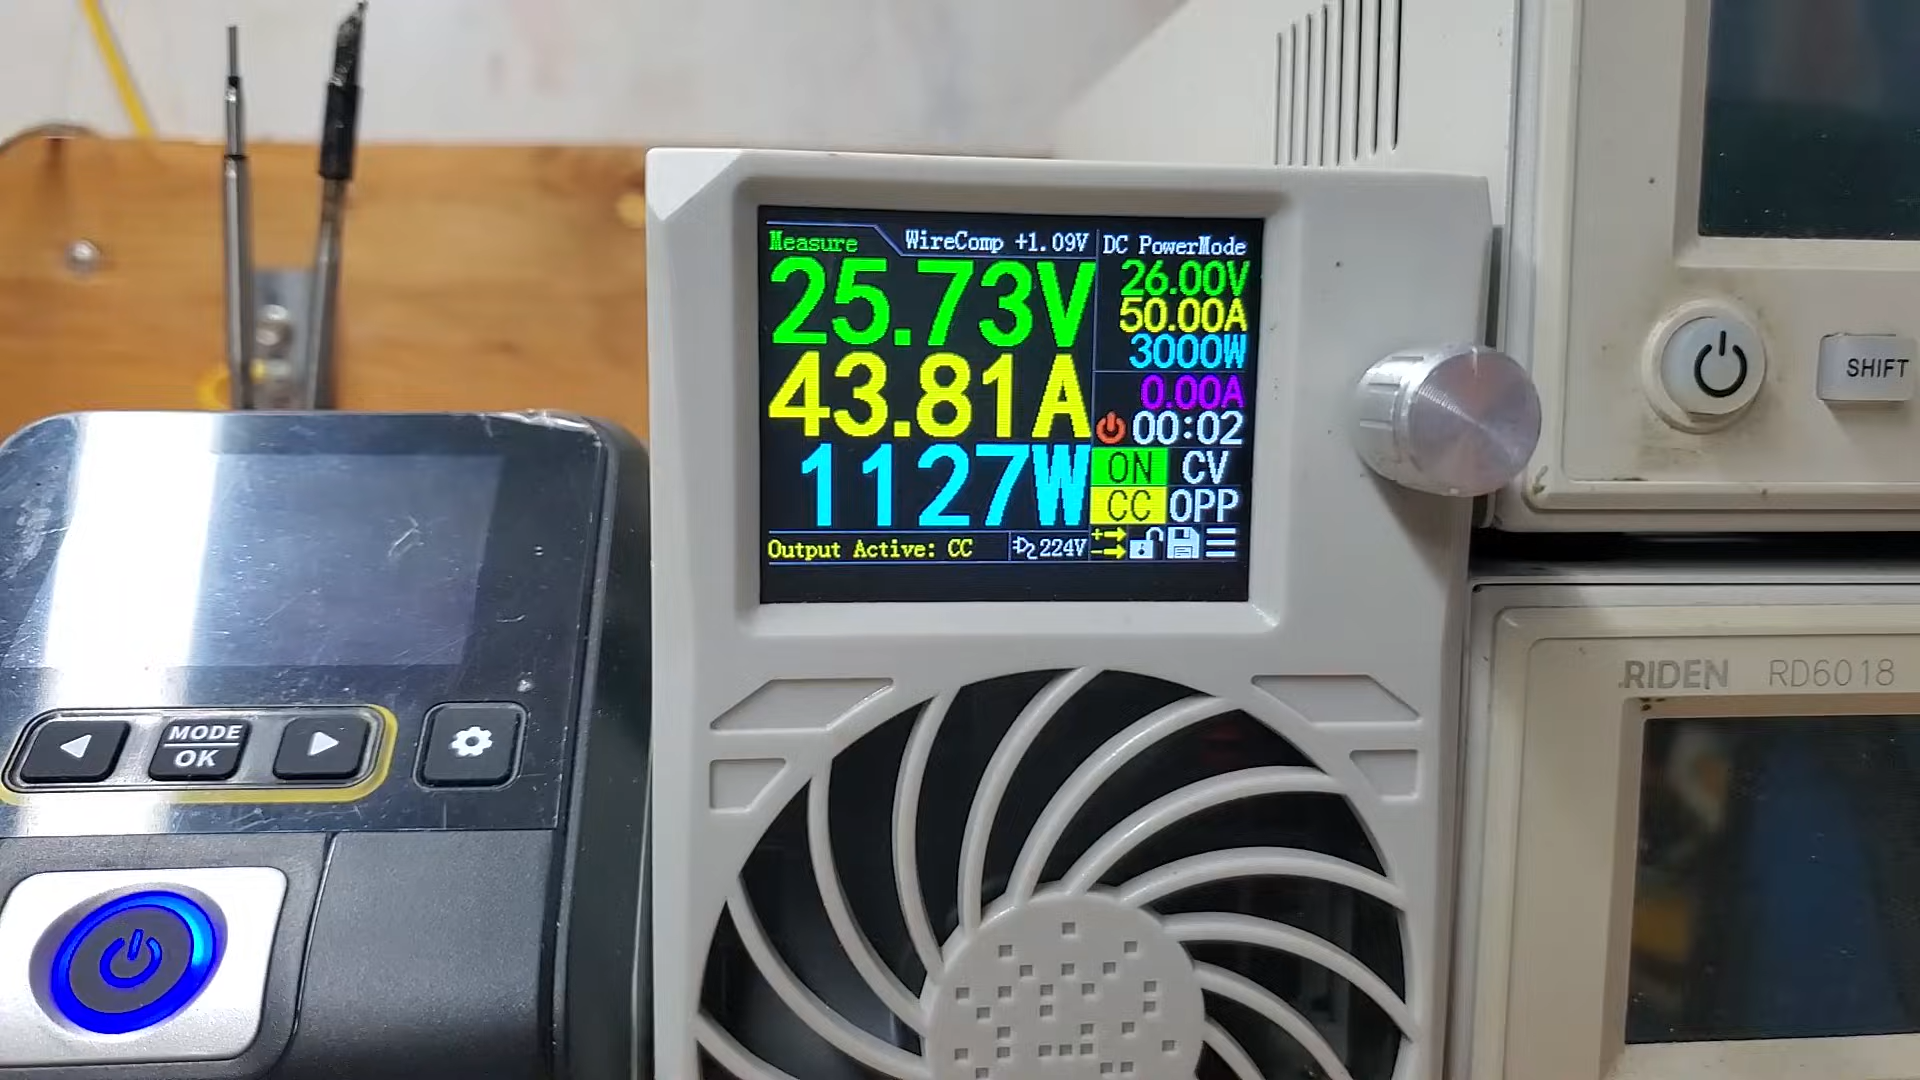 Measure WireComp +1.09V DC PowerMode
25.73V
43.81A
1127W
26.00V
50.00A
3000W
0.00A
00:02
ON CV
CC OPP
Output Active: CC 224V
SHIFT
RIDEN RD6018
MODE
OK